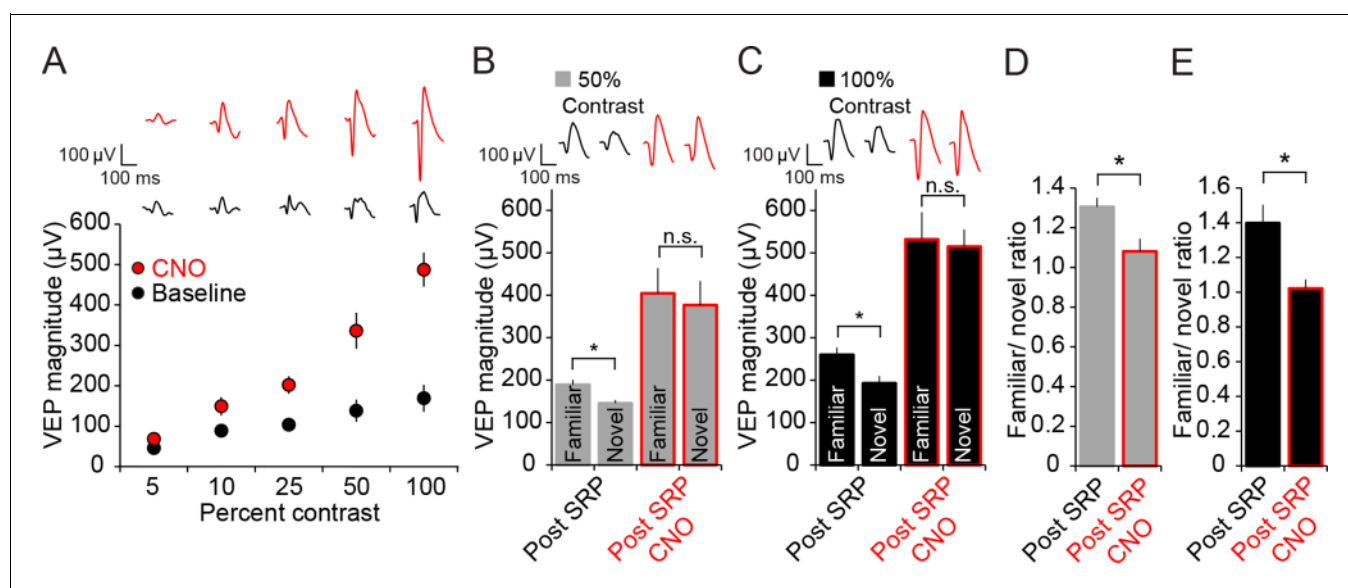 A
100 µV
100 ms
VEP magnitude (µV)
600
500
400
300
200
100
0
CNO
Baseline
5 10 25 50 100
Percent contrast
B
50%
Contrast
100 µV
100 ms
VEP magnitude (µV)
600
500
400
300
200
100
0
*
n.s.
Familiar
Novel
Familiar
Novel
Post SRP
Post SRP
CNO
C
100%
Contrast
100 µV
100 ms
VEP magnitude (µV)
600
500
400
300
200
100
0
*
n.s.
Familiar
Novel
Familiar
Novel
Post SRP
Post SRP
CNO
D
*
Familiar/ novel ratio
1.4
1.2
1.0
0.8
0.6
1.4
1.2
0
Post SRP
Post SRP
CNO
E
*
Familiar/ novel ratio
1.6
1.4
1.2
1.0
0.8
0.6
1.4
1.2
0
Post SRP
Post SRP
CNO